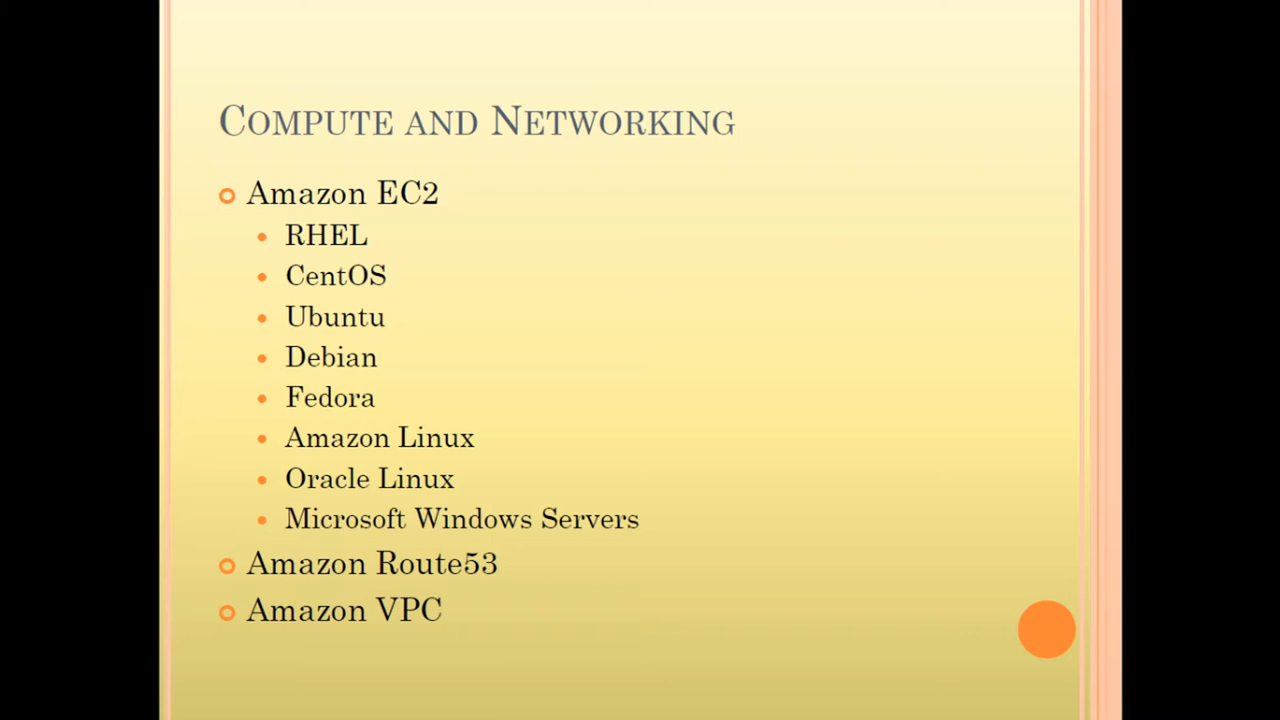 Compute and Networking
Amazon EC2
RHEL
CentOS
Ubuntu
Debian
Fedora
Amazon Linux
Oracle Linux
Microsoft Windows Servers
Amazon Route53
Amazon VPC